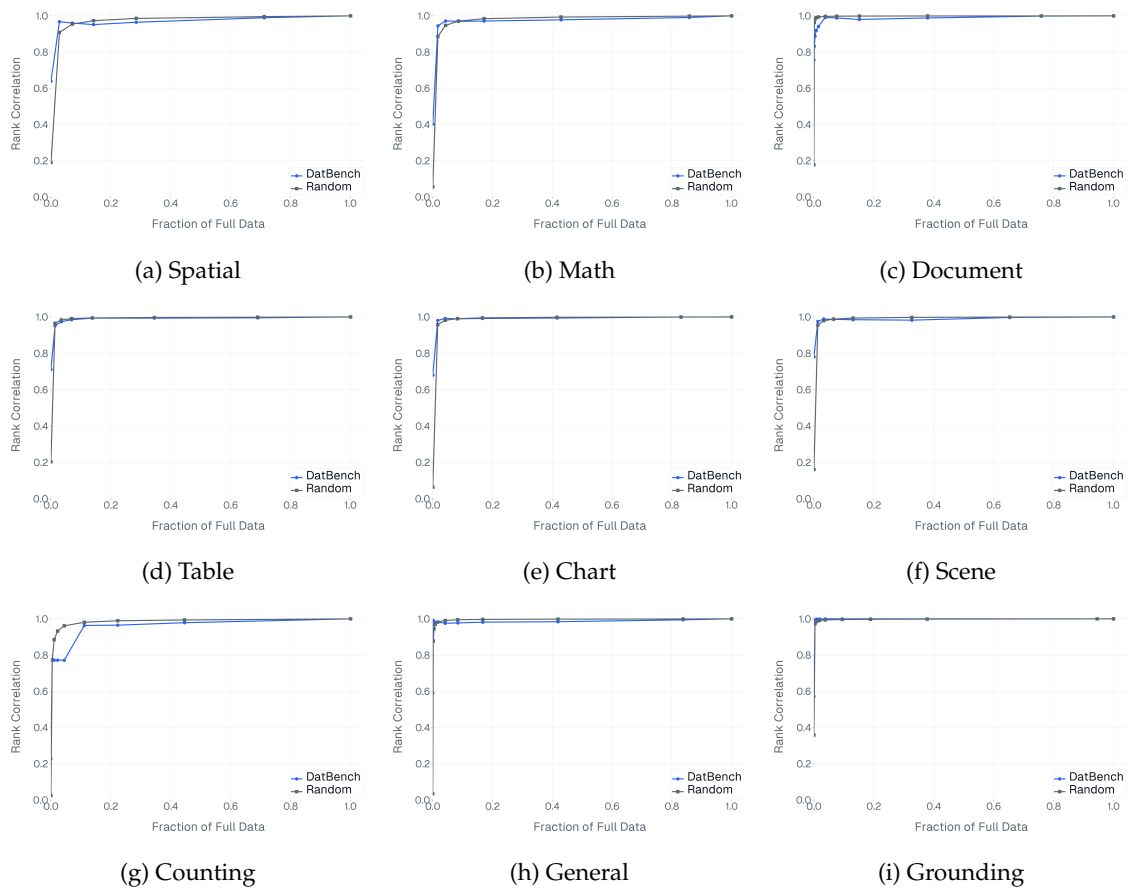 1.0
0.8
0.6
0.4
0.2
0.0
Rank Correlation
0.0 0.2 0.4 0.6 0.8 1.0
Fraction of Full Data
DatBench
Random
(a) Spatial
1.0
0.8
0.6
0.4
0.2
0.0
Rank Correlation
0.0 0.2 0.4 0.6 0.8 1.0
Fraction of Full Data
DatBench
Random
(b) Math
1.0
0.8
0.6
0.4
0.2
0.0
Rank Correlation
0.0 0.2 0.4 0.6 0.8 1.0
Fraction of Full Data
DatBench
Random
(c) Document
1.0
0.8
0.6
0.4
0.2
0.0
Rank Correlation
0.0 0.2 0.4 0.6 0.8 1.0
Fraction of Full Data
DatBench
Random
(d) Table
1.0
0.8
0.6
0.4
0.2
0.0
Rank Correlation
0.0 0.2 0.4 0.6 0.8 1.0
Fraction of Full Data
DatBench
Random
(e) Chart
1.0
0.8
0.6
0.4
0.2
0.0
Rank Correlation
0.0 0.2 0.4 0.6 0.8 1.0
Fraction of Full Data
DatBench
Random
(f) Scene
1.0
0.8
0.6
0.4
0.2
0.0
Rank Correlation
0.0 0.2 0.4 0.6 0.8 1.0
Fraction of Full Data
DatBench
Random
(g) Counting
1.0
0.8
0.6
0.4
0.2
0.0
Rank Correlation
0.0 0.2 0.4 0.6 0.8 1.0
Fraction of Full Data
DatBench
Random
(h) General
1.0
0.8
0.6
0.4
0.2
0.0
Rank Correlation
0.0 0.2 0.4 0.6 0.8 1.0
Fraction of Full Data
DatBench
Random
(i) Grounding